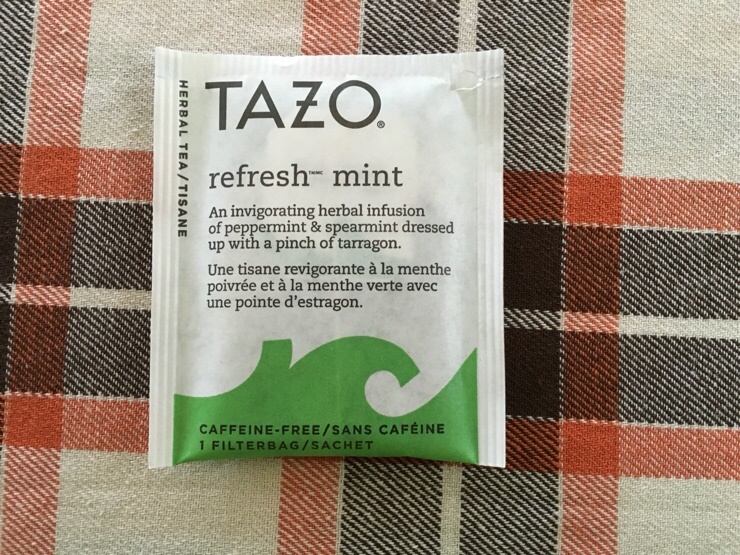 HERBAL TEA/TISANE
TAZO®
refresh™/MC mint
An invigorating herbal infusion
of peppermint & spearmint dressed
up with a pinch of tarragon.
Une tisane revigorante à la menthe
poivrée et à la menthe verte avec
une pointe d'estragon.
CAFFEINE-FREE/SANS CAFÉINE
1 FILTERBAG/SACHET